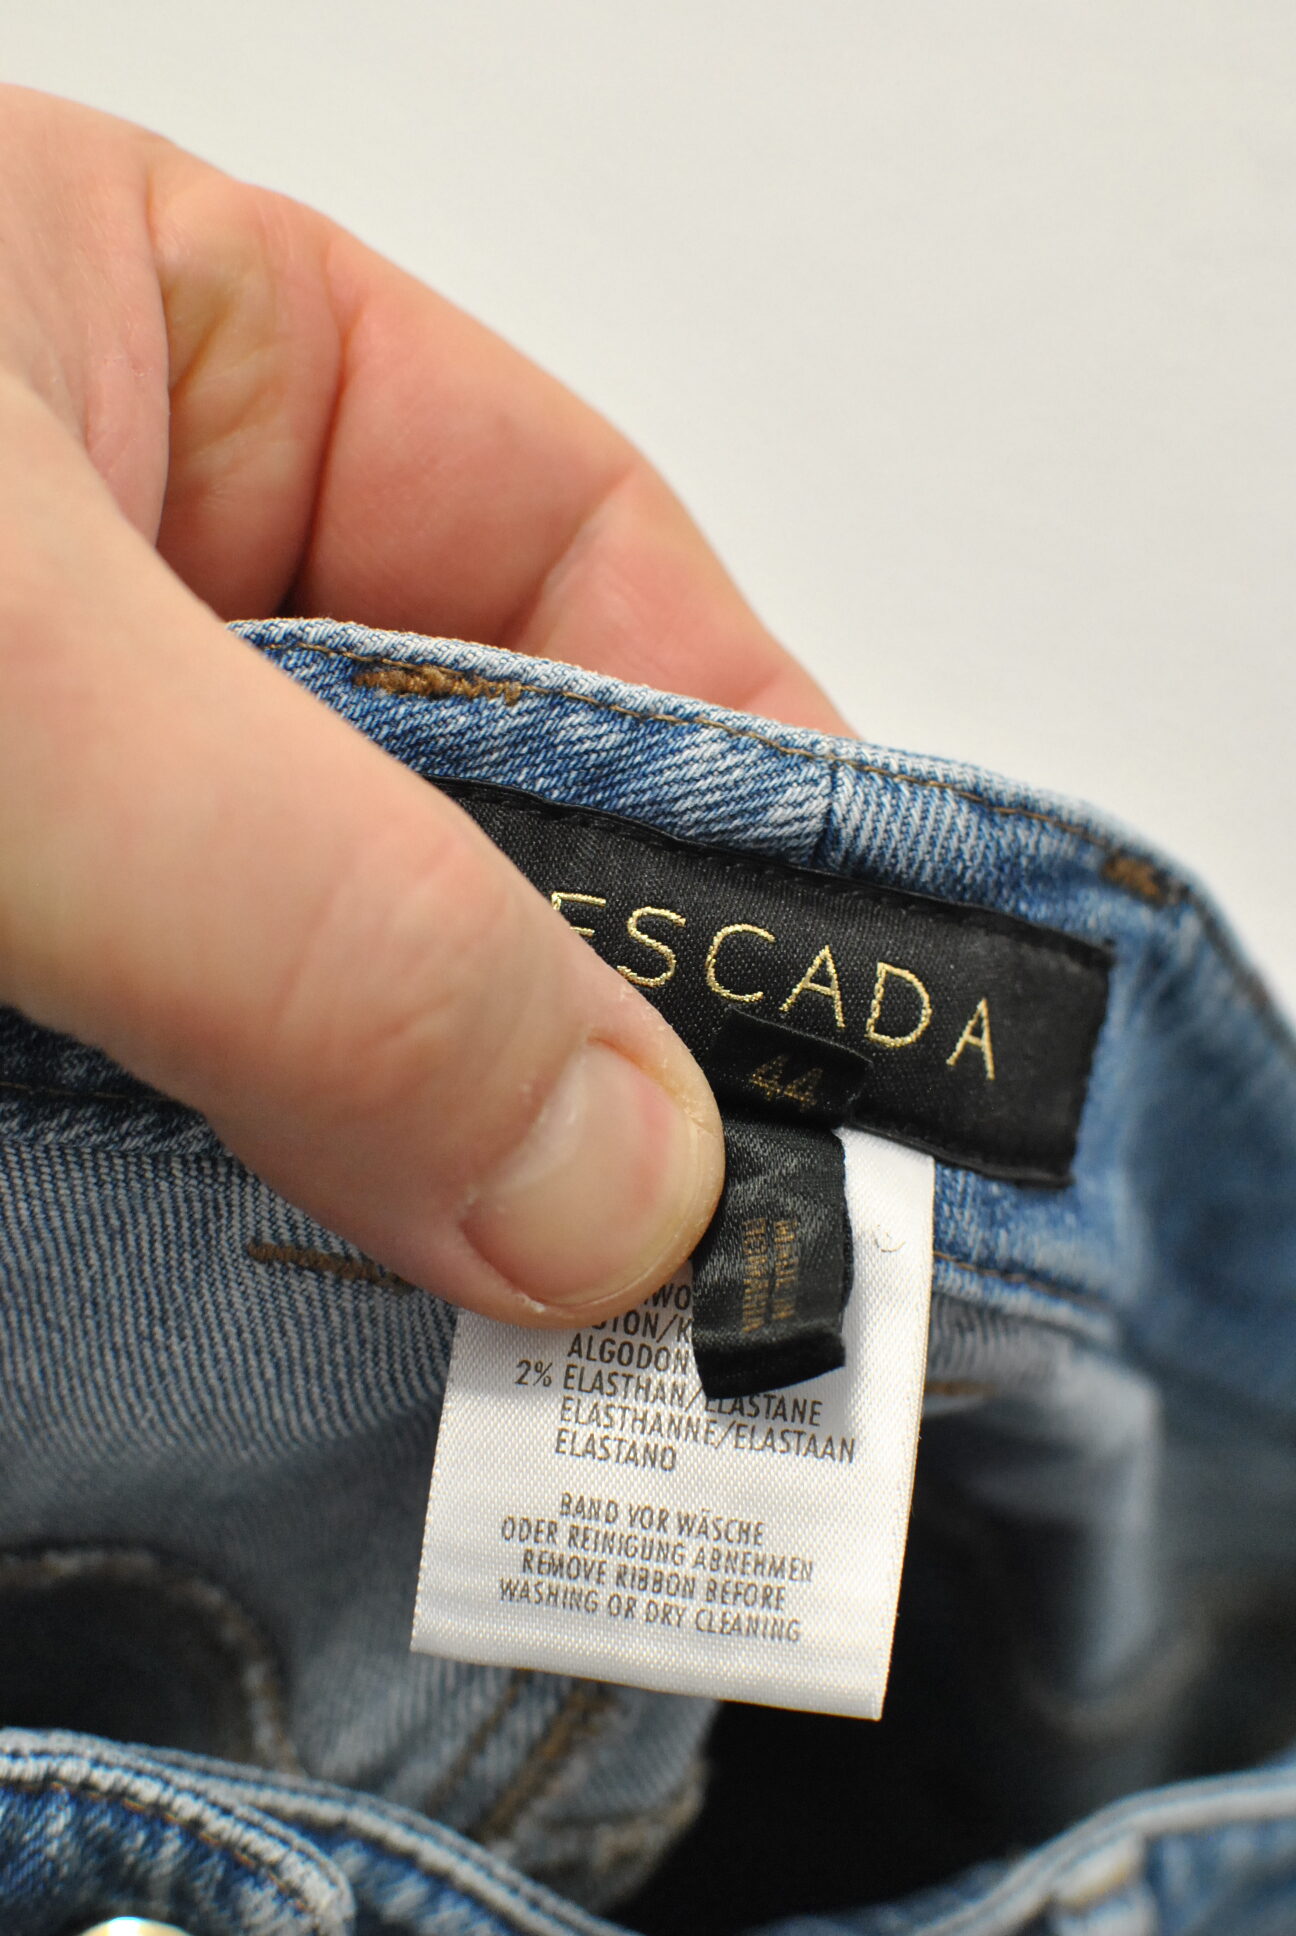 ESCADA
44
ALGODON
2% ELASTHAN/ELASTANE
ELASTHANNE/ELASTAAN
ELASTANO
BAND VOR WÄSCHE
ODER REINIGUNG ABNEHMEN
REMOVE RIBBON BEFORE
WASHING OR DRY CLEANING